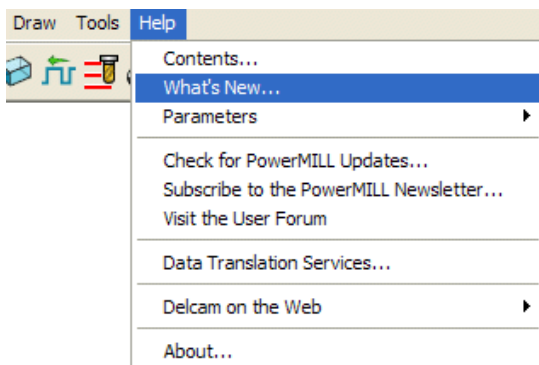 Draw Tools Help
Contents...
What's New...
Parameters
Check for PowerMILL Updates...
Subscribe to the PowerMILL Newsletter...
Visit the User Forum
Data Translation Services...
Delcam on the Web
About...